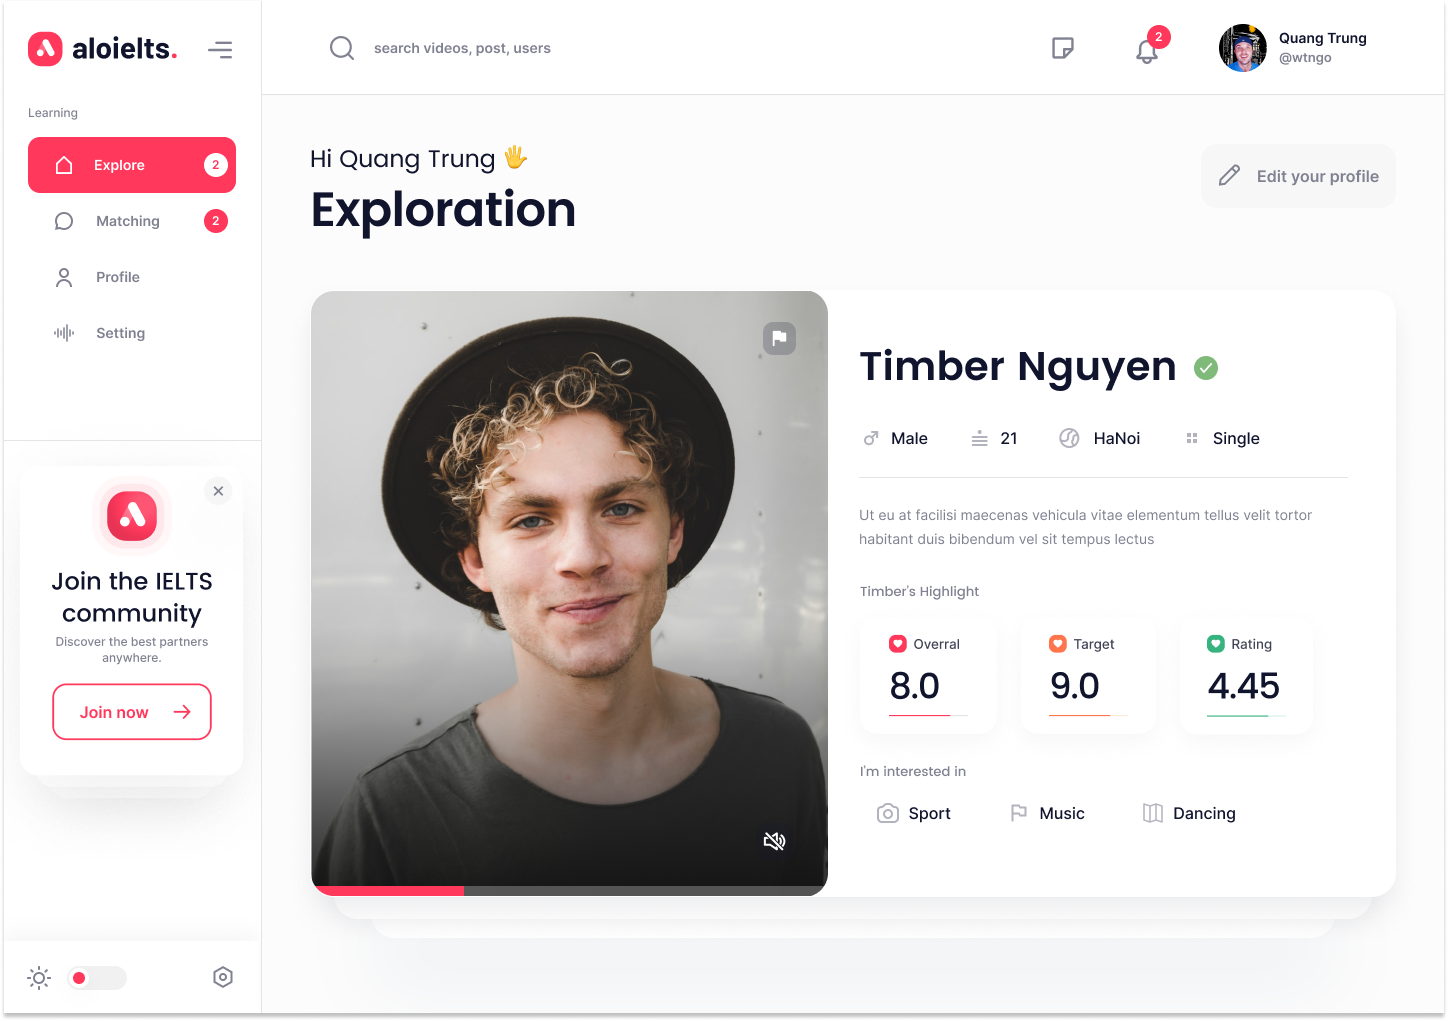 aloielts.
search videos, post, users
2
Quang Trung
@wtngo
Learning
Explore
2
Matching
2
Profile
Setting
Join the IELTS
community
Discover the best partners
anywhere.
Join now
Hi Quang Trung 🖐
Exploration
Edit your profile
Timber Nguyen
Male
21
HaNoi
Single
Ut eu at facilisi maecenas vehicula vitae elementum tellus velit tortor
habitant duis bibendum vel sit tempus lectus
Timber's Highlight
Overral
Target
Rating
8.0
9.0
4.45
I'm interested in
Sport
Music
Dancing